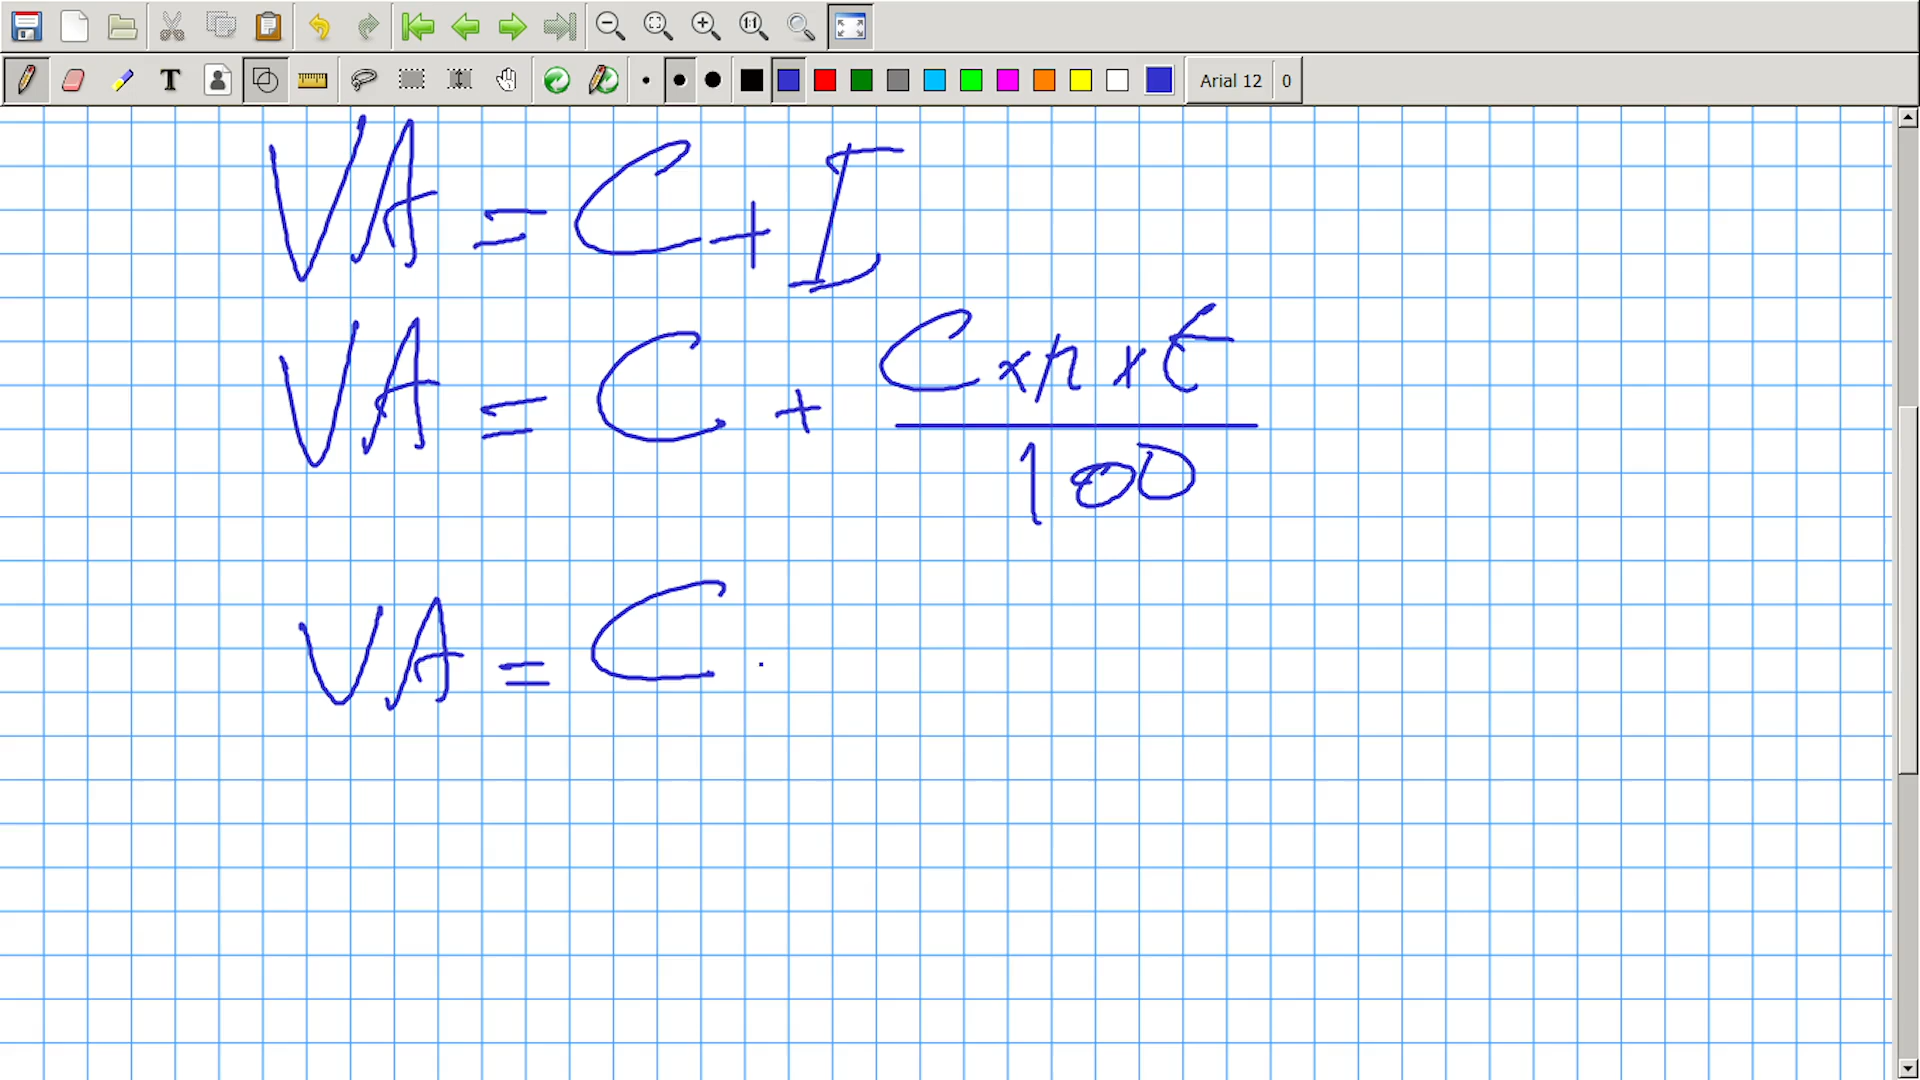 Arial 12 0
VA = C + I
VA = C + C x n x t
100
VA = C